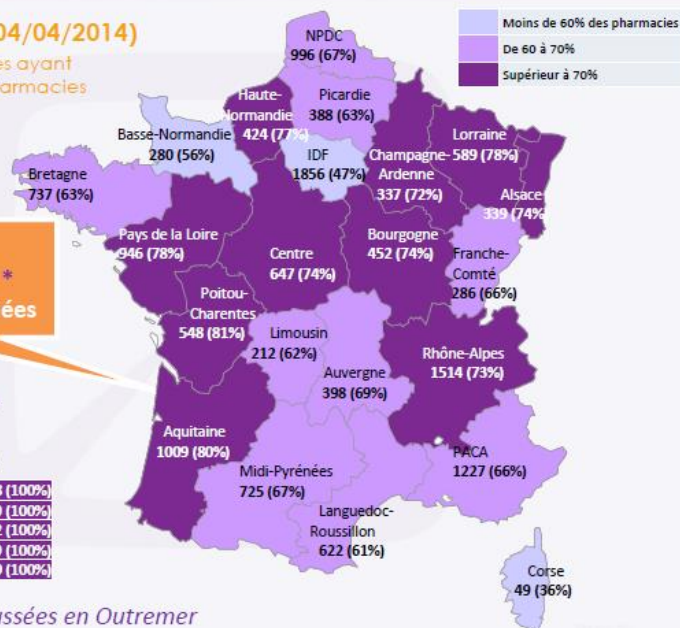 04/04/2014)
es ayant
armacies
Moins de 60% des pharmacies
De 60 à 70%
Supérieur à 70%
NPDC
996 (67%)
Haute-
Normandie
424 (77%)
Picardie
388 (63%)
Basse-Normandie
280 (56%)
IDF
1856 (47%)
Champagne-
Ardenne
337 (72%)
Lorraine
589 (78%)
Alsace
339 (74%)
Bretagne
737 (63%)
Pays de la Loire
946 (78%)
Centre
647 (74%)
Bourgogne
452 (74%)
Franche-
Comté
286 (66%)
*
ées
Poitou-
Charentes
548 (81%)
Limousin
212 (62%)
Auvergne
398 (69%)
Rhône-Alpes
1514 (73%)
Aquitaine
1009 (80%)
Midi-Pyrénées
725 (67%)
PACA
1227 (66%)
Languedoc-
Roussillon
622 (61%)
Corse
49 (36%)
(100%)
(100%)
(100%)
(100%)
(100%)
ssées en Outremer